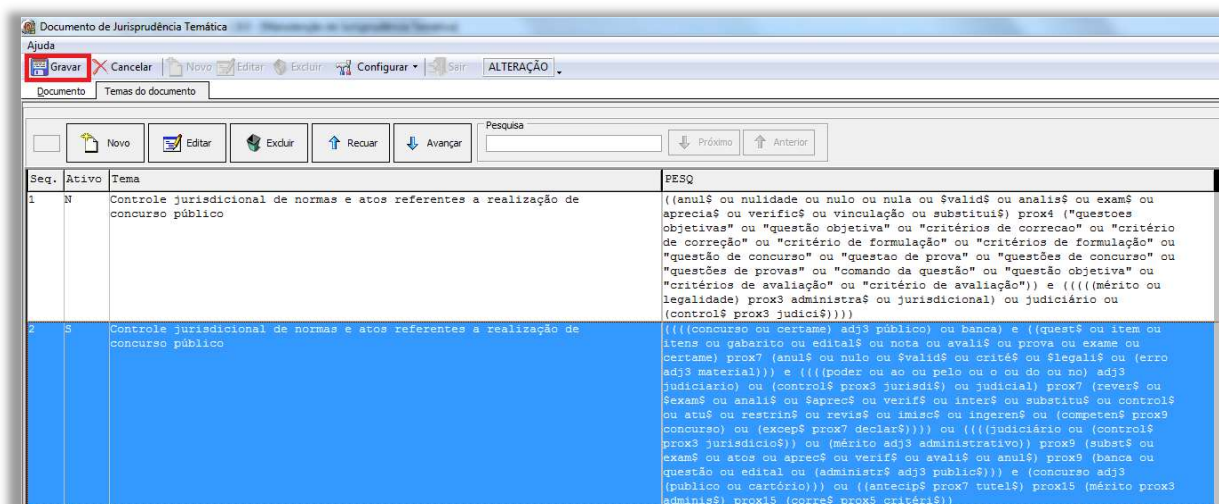 Documento de Jurisprudência Temática
Ajuda
Gravar Cancelar Novo Editar Excluir Configurar Sair ALTERAÇÃO
Documento Temas do documento
Novo Editar Excluir Recuar Avançar Pesquisa Próximo Anterior
Seq. Ativo Tema PESQ
1 N Controle jurisdicional de normas e atos referentes a realização de
concurso público
((anul$ ou nulidade ou nulo ou nula ou $valid$ ou analis$ ou exam$ ou
aprecia$ ou verific$ ou vinculação ou substitui$) prox4 ("questoes
objetivas" ou "questão objetiva" ou "critérios de correcao" ou "critério
de correção" ou "critério de formulação" ou "critérios de formulação" ou
"questão de concurso" ou "questao de prova" ou "questões de concurso" ou
"questões de provas" ou "comando da questão" ou "questão objetiva" ou
"critérios de avaliação" ou "critério de avaliação")) e (((((mérito ou
legalidade) prox3 administra$ ou jurisdicional) ou judiciário ou
(control$ prox3 judici$))))
2 S Controle jurisdicional de normas e atos referentes a realização de
concurso público
((((concurso ou certame) adj3 público) ou banca) e ((quest$ ou item ou
itens ou gabarito ou edital$ ou nota ou avali$ ou prova ou exame ou
certame) prox7 (anul$ ou nulo ou $valid$ ou crité$ ou $legali$ ou (erro
adj3 material))) e ((((poder ou ao ou pelo ou o ou do ou no) adj3
judiciario) ou (control$ prox3 jurisdi$) ou judicial) prox7 (rever$ ou
$exam$ ou anali$ ou $aprec$ ou verif$ ou inter$ ou substitu$ ou control$
ou atu$ ou restrin$ ou revis$ ou imisc$ ou ingeren$ ou (competen$ prox9
concurso) ou (excep$ prox7 declar$)))) ou ((((judiciário ou (control$
prox3 jurisdicio$)) ou (mérito adj3 administrativo)) prox9 (subst$ ou
exam$ ou atos ou aprec$ ou verif$ ou avali$ ou anul$) prox9 (banca ou
questão ou edital ou (administr$ adj3 public$))) e (concurso adj3
(publico ou cartório))) ou ((antecip$ prox7 tutel$) prox15 (mérito prox3
adminis$) prox15 (corre$ prox5 critéri$))